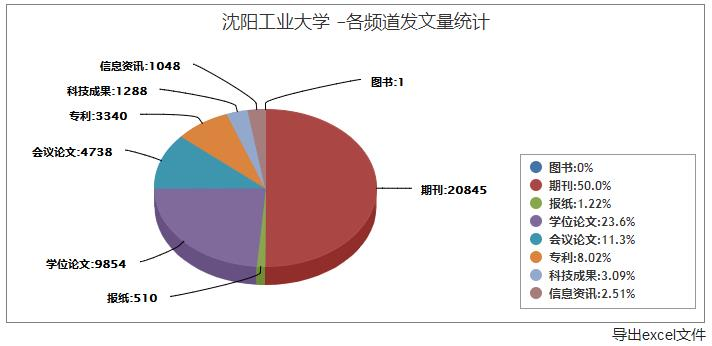 沈阳工业大学 -各频道发文量统计
信息资讯:1048
图书:1
科技成果:1288
专利:3340
会议论文:4738
期刊:20845
学位论文:9854
报纸:510
图书:0%
期刊:50.0%
报纸:1.22%
学位论文:23.6%
会议论文:11.3%
专利:8.02%
科技成果:3.09%
信息资讯:2.51%
导出excel文件